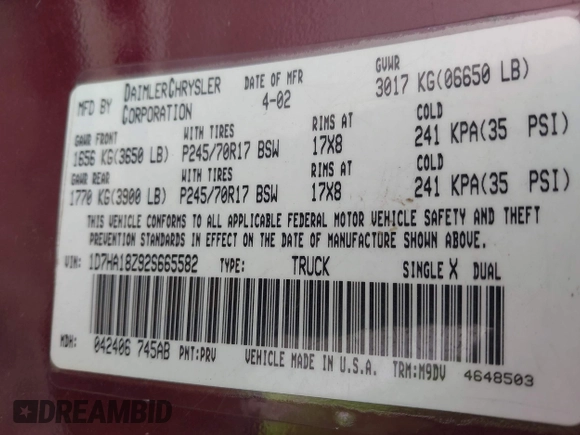 MFD BY DAIMLERCHRYSLER CORPORATION DATE OF MFR 4-02 GVWR 3017 KG(06650 LB)
GAWR FRONT WITH TIRES RIMS AT COLD
1656 KG(3650 LB) P245/70R17 BSW 17X8 241 KPA(35 PSI)
GAWR REAR WITH TIRES RIMS AT COLD
1770 KG(3900 LB) P245/70R17 BSW 17X8 241 KPA(35 PSI)
THIS VEHICLE CONFORMS TO ALL APPLICABLE FEDERAL MOTOR VEHICLE SAFETY AND THEFT
PREVENTION STANDARDS IN EFFECT ON THE DATE OF MANUFACTURE SHOWN ABOVE.
VIN: 1D7HA18Z92S665582 TYPE: TRUCK SINGLE X DUAL
MDH: 042406 745AB PNT:PRV VEHICLE MADE IN U.S.A. TRM:M9DV 4648503
DREAMBID